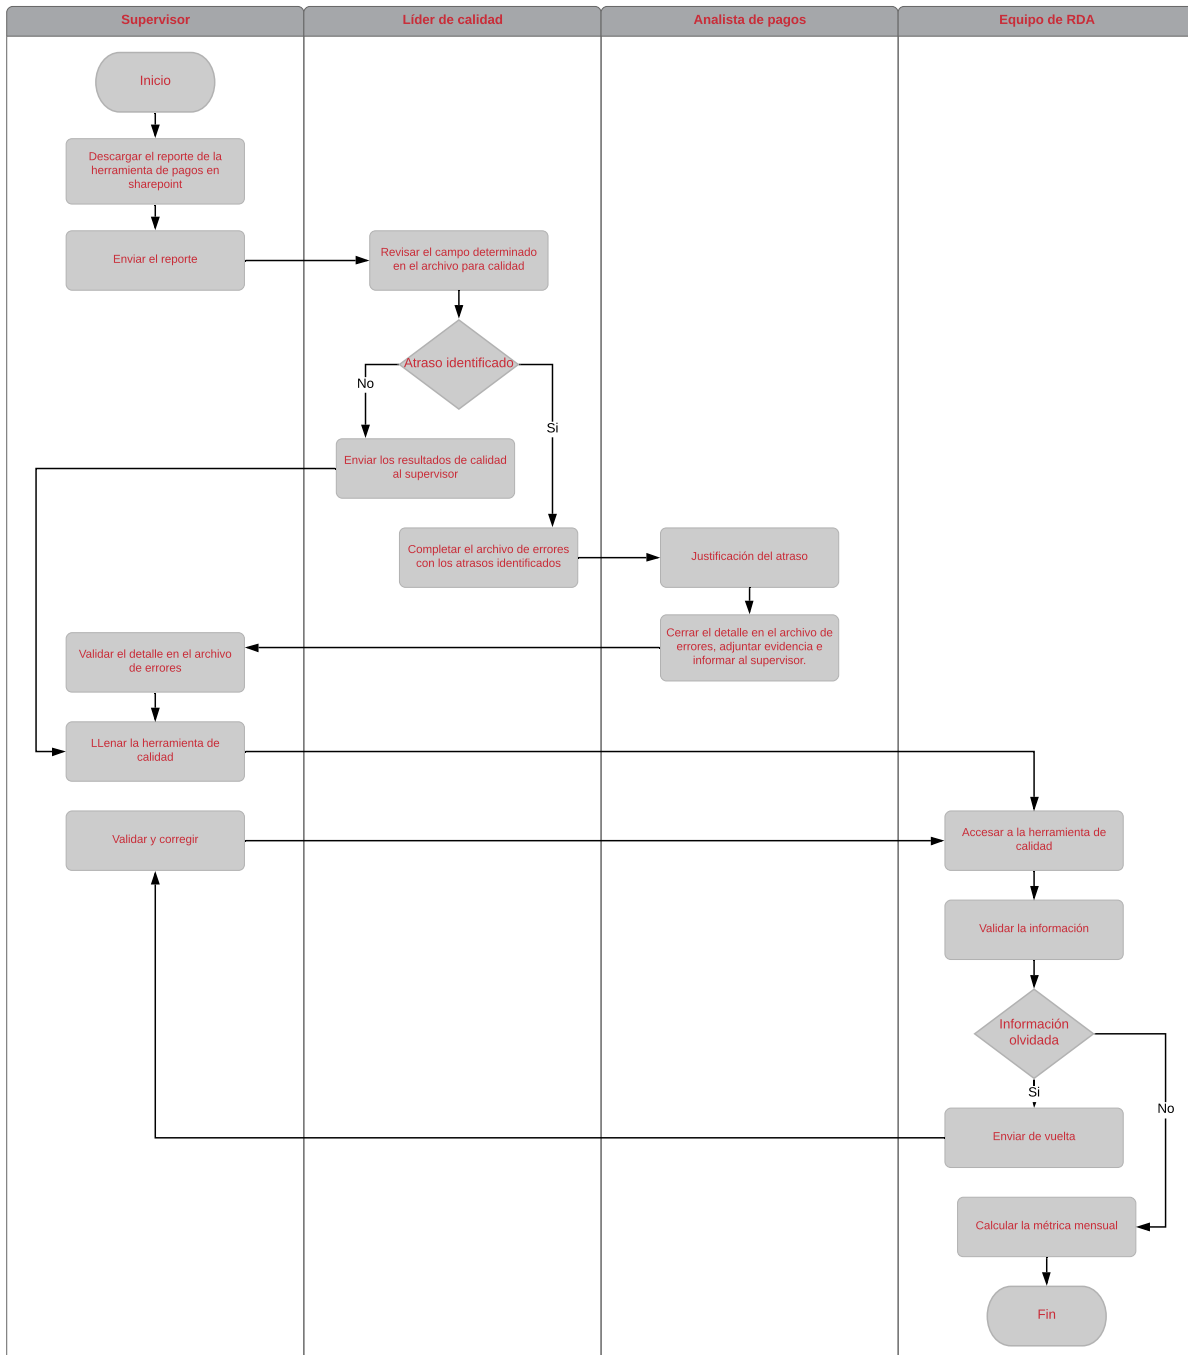 Supervisor
Líder de calidad
Analista de pagos
Equipo de RDA
Inicio
Descargar el reporte de la
herramienta de pagos en
sharepoint
Enviar el reporte
Revisar el campo determinado
en el archivo para calidad
Atraso identificado
No
Si
Enviar los resultados de calidad
al supervisor
Completar el archivo de errores
con los atrasos identificados
Justificación del atraso
Cerrar el detalle en el archivo de
errores, adjuntar evidencia e
informar al supervisor.
Validar el detalle en el archivo
de errores
LLenar la herramienta de
calidad
Validar y corregir
Accesar a la herramienta de
calidad
Validar la información
Información
olvidada
Si
No
Enviar de vuelta
Calcular la métrica mensual
Fin